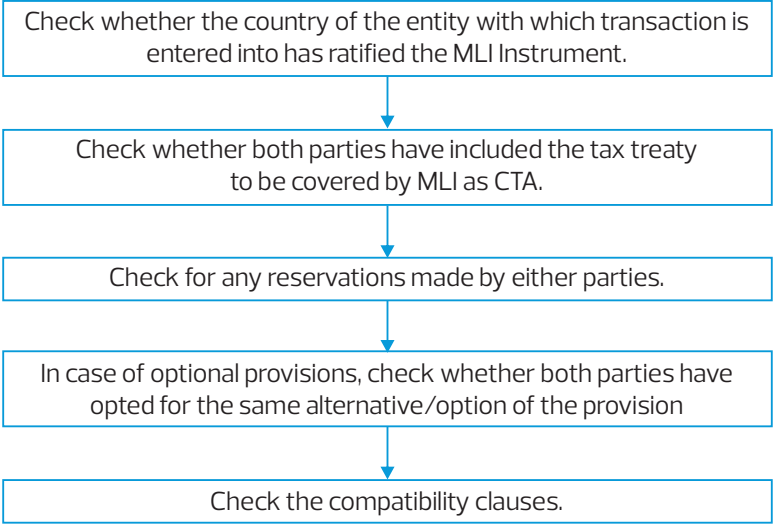 Check whether the country of the entity with which transaction is
entered into has ratified the MLI Instrument.
Check whether both parties have included the tax treaty
to be covered by MLI as CTA.
Check for any reservations made by either parties.
In case of optional provisions, check whether both parties have
opted for the same alternative/option of the provision
Check the compatibility clauses.